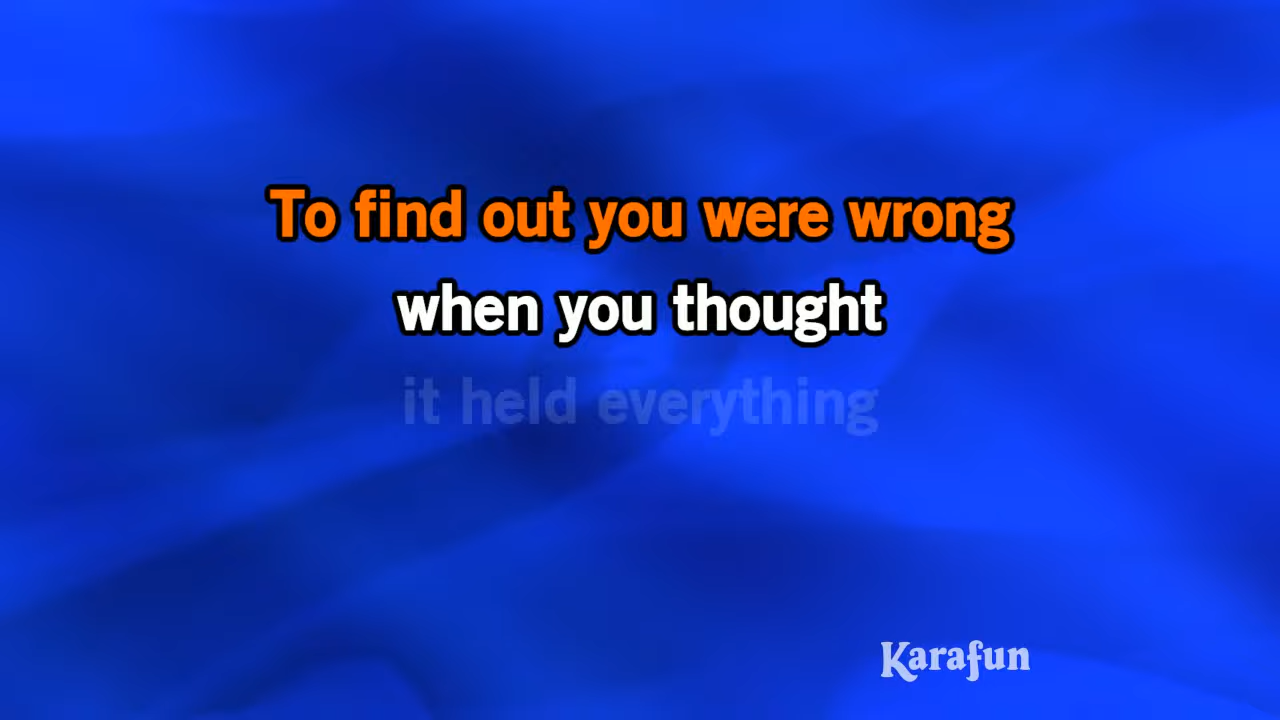 To find out you were wrong
when you thought
it held everything
Karafun